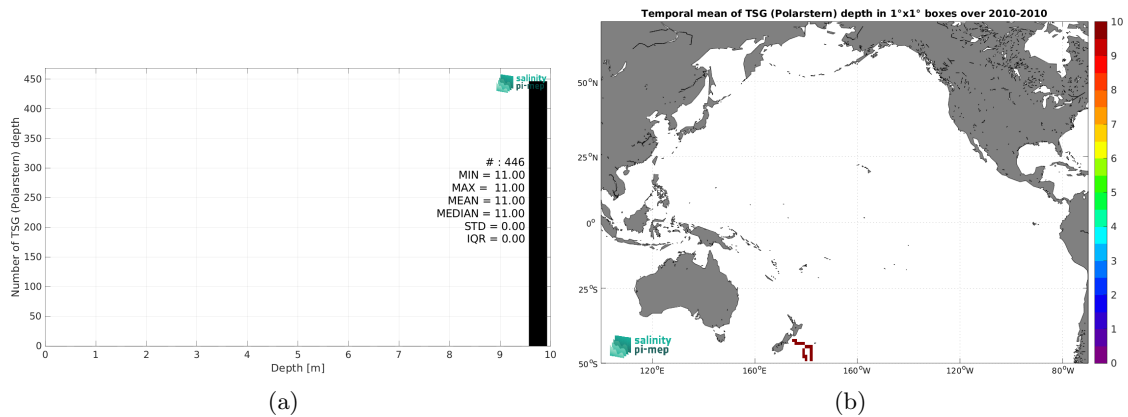 450
400
350
300
250
200
150
100
50
0
Number of TSG (Polarstern) depth
salinity
pi-mep
# : 446
MIN = 11.00
MAX = 11.00
MEAN = 11.00
MEDIAN = 11.00
STD = 0.00
IQR = 0.00
0 1 2 3 4 5 6 7 8 9 10
Depth [m]
(a)
Temporal mean of TSG (Polarstern) depth in 1°x1° boxes over 2010-2010
50°N
25°N
0°
25°S
50°S
salinity
pi-mep
120°E 160°E 160°W 120°W 80°W
10
9
8
7
6
5
4
3
2
1
0
(b)